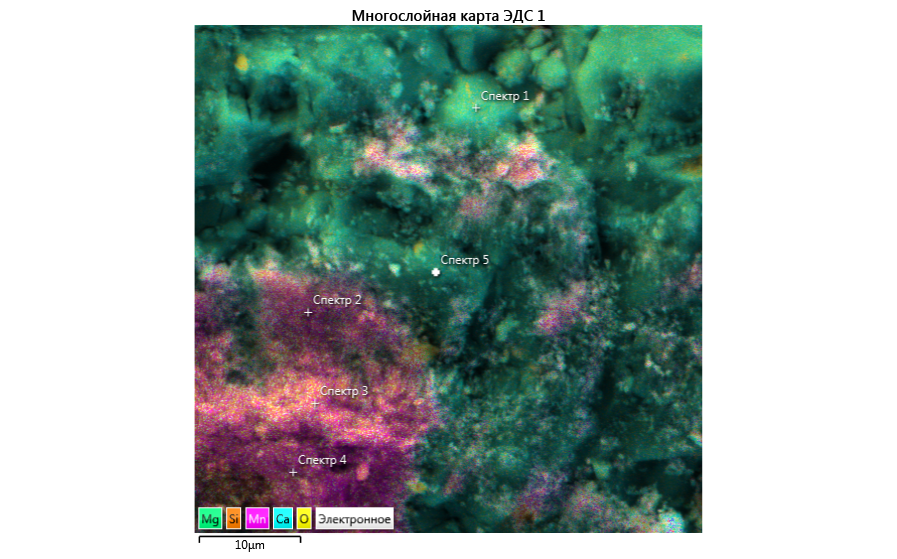 Многослойная карта ЭДС 1
Спектр 1
Спектр 5
Спектр 2
Спектр 3
Спектр 4
Mg Si Mn Ca O Электронное
10µm